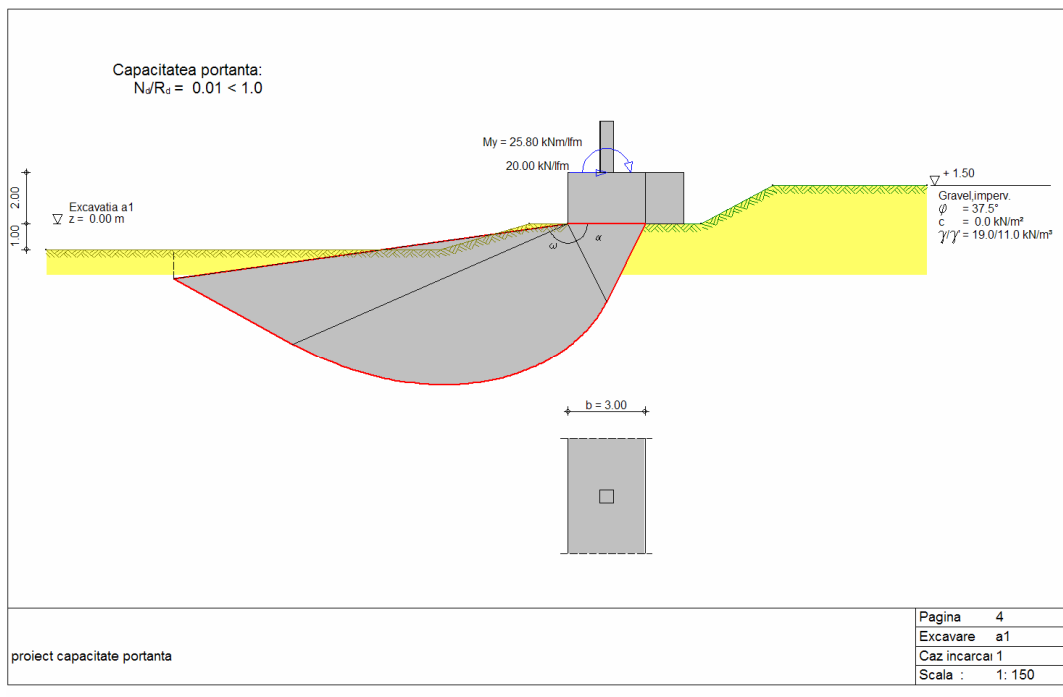 Capacitatea portanta:
Nd/Rd = 0.01 < 1.0
My = 25.80 kNm/lfm
20.00 kN/lfm
2.00
1.00
Excavatia a1
z = 0.00 m
+ 1.50
Gravel,imperv.
φ = 37.5°
c = 0.0 kN/m²
γ/γ' = 19.0/11.0 kN/m³
ω
α
b = 3.00
proiect capacitate portanta
Pagina 4
Excavare a1
Caz incarcai 1
Scala : 1: 150